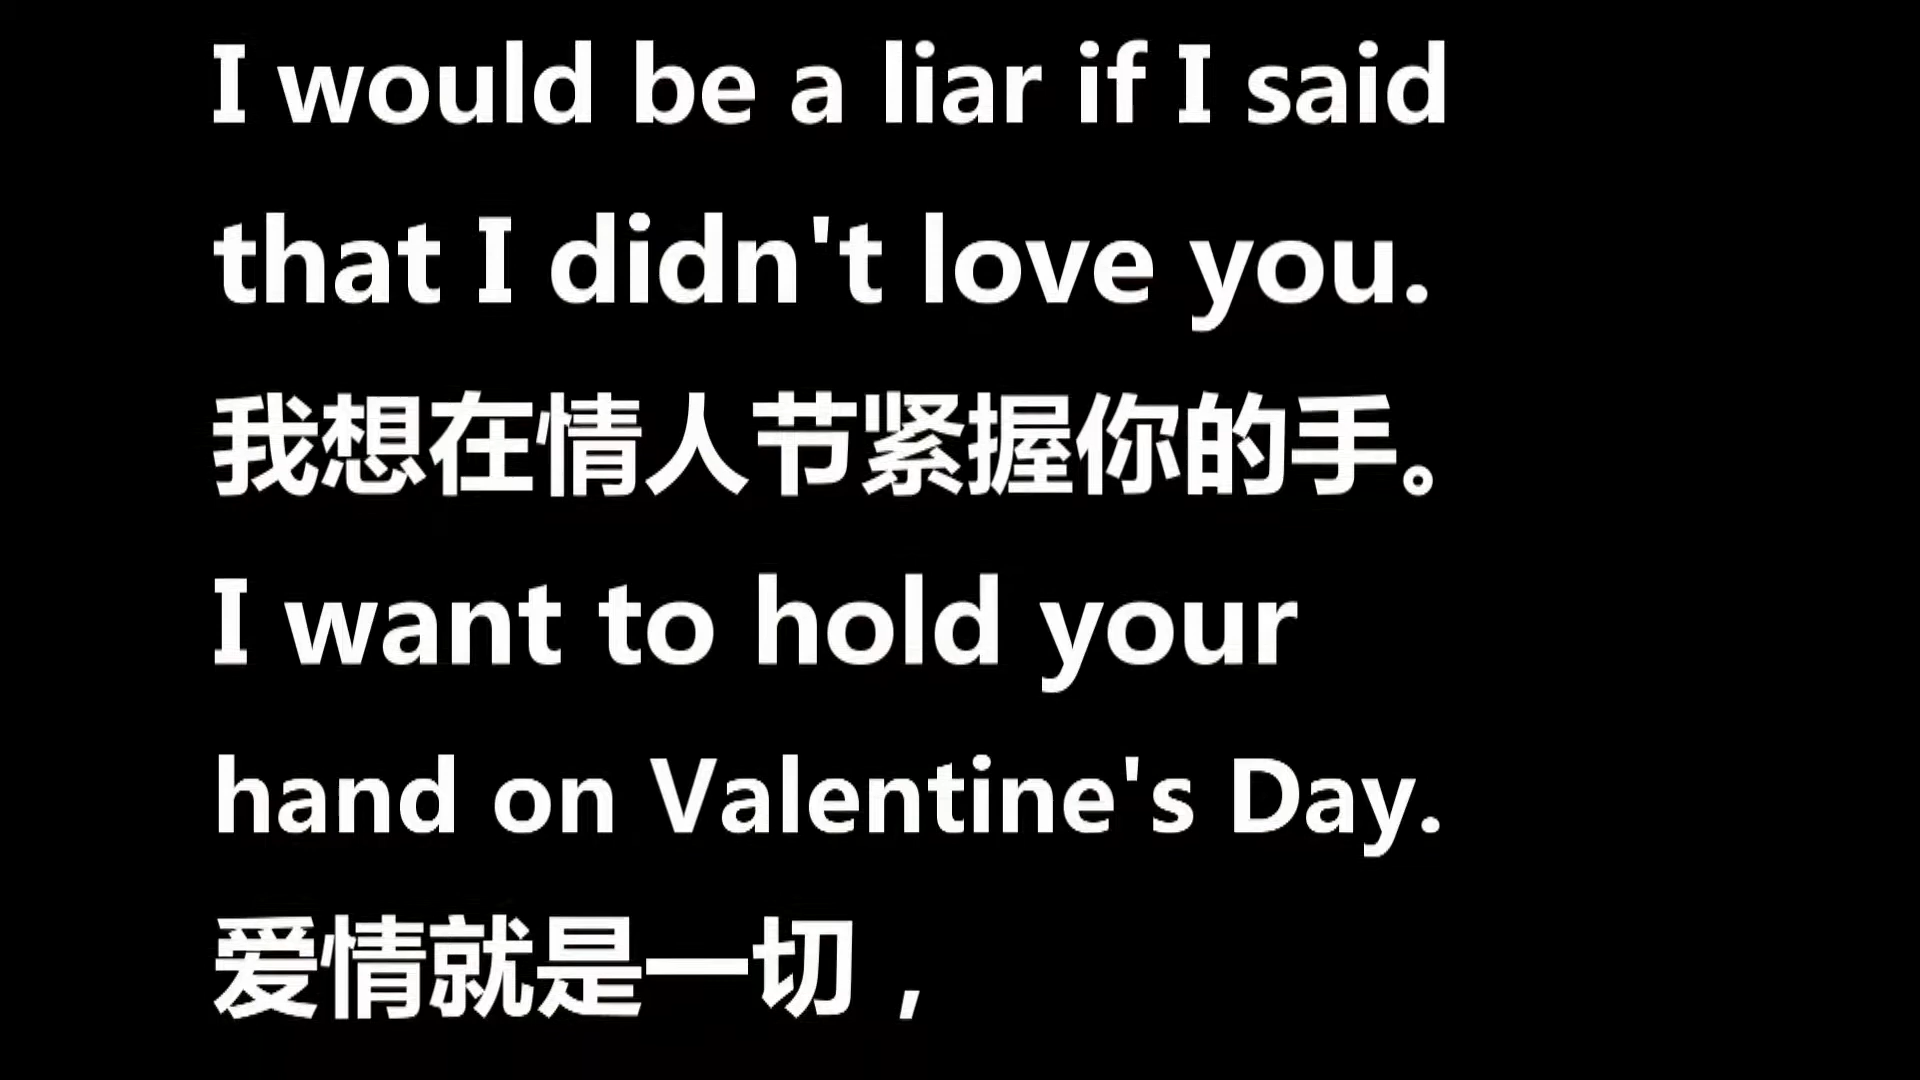 I would be a liar if I said
that I didn't love you.
我想在情人节紧握你的手。
I want to hold your
hand on Valentine's Day.
爱情就是一切，